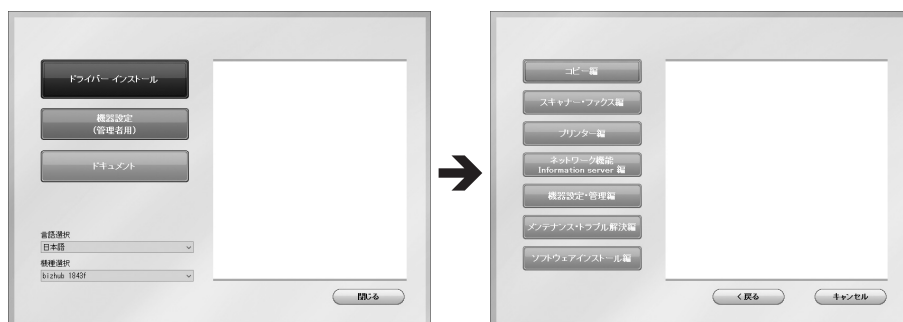 ドライバー インストール
機器設定
(管理者用)
ドキュメント
言語選択
日本語
機種選択
bizhub 1843f
閉じる
コピー編
スキャナー・ファクス編
プリンター編
ネットワーク機能
Information server 編
機器設定・管理編
メンテナンス・トラブル解決編
ソフトウェアインストール編
< 戻る
キャンセル